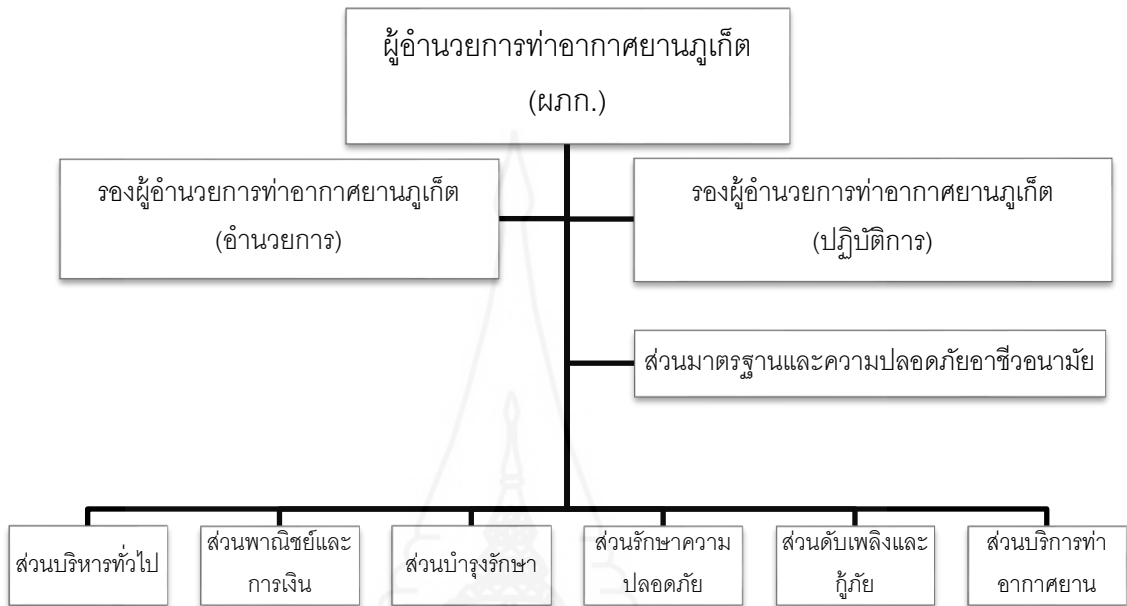 ผู้อำนวยการท่าอากาศยานภูเก็ต
(ผภก.)
รองผู้อำนวยการท่าอากาศยานภูเก็ต
(อำนวยการ)
รองผู้อำนวยการท่าอากาศยานภูเก็ต
(ปฏิบัติการ)
ส่วนมาตรฐานและความปลอดภัยอาชีวอนามัย
ส่วนบริหารทั่วไป
ส่วนพาณิชย์และ
การเงิน
ส่วนบำรุงรักษา
ส่วนรักษาความ
ปลอดภัย
ส่วนดับเพลิงและ
กู้ภัย
ส่วนบริการท่า
อากาศยาน